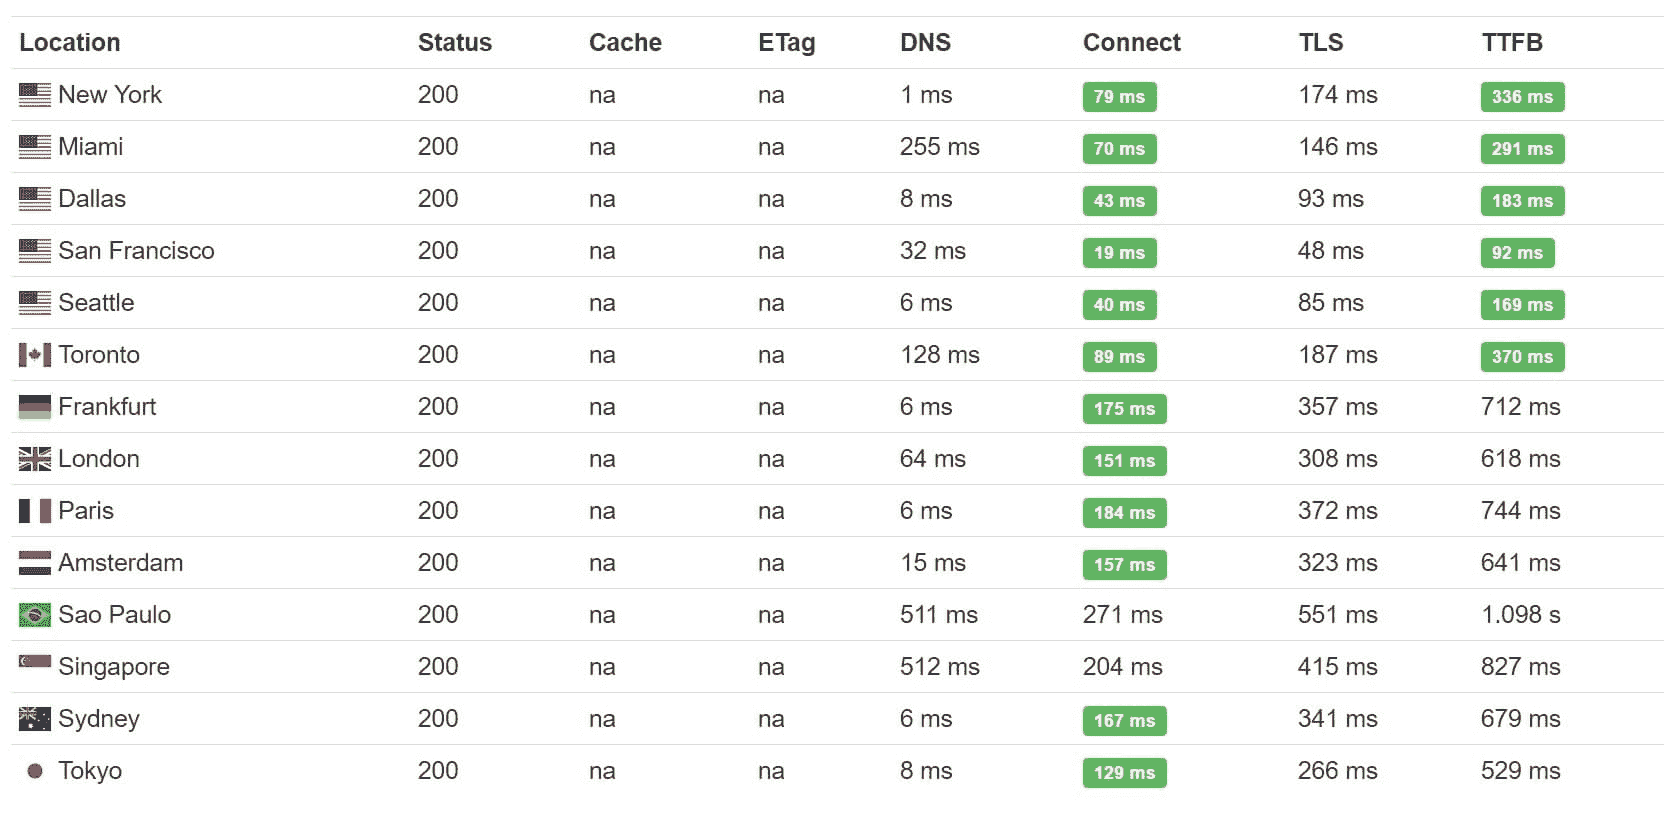 Location Status Cache ETag DNS Connect TLS TTFB
New York 200 na na 1 ms 79 ms 174 ms 336 ms
Miami 200 na na 255 ms 70 ms 146 ms 291 ms
Dallas 200 na na 8 ms 43 ms 93 ms 183 ms
San Francisco 200 na na 32 ms 19 ms 48 ms 92 ms
Seattle 200 na na 6 ms 40 ms 85 ms 169 ms
Toronto 200 na na 128 ms 89 ms 187 ms 370 ms
Frankfurt 200 na na 6 ms 175 ms 357 ms 712 ms
London 200 na na 64 ms 151 ms 308 ms 618 ms
Paris 200 na na 6 ms 184 ms 372 ms 744 ms
Amsterdam 200 na na 15 ms 157 ms 323 ms 641 ms
Sao Paulo 200 na na 511 ms 271 ms 551 ms 1.098 s
Singapore 200 na na 512 ms 204 ms 415 ms 827 ms
Sydney 200 na na 6 ms 167 ms 341 ms 679 ms
Tokyo 200 na na 8 ms 129 ms 266 ms 529 ms